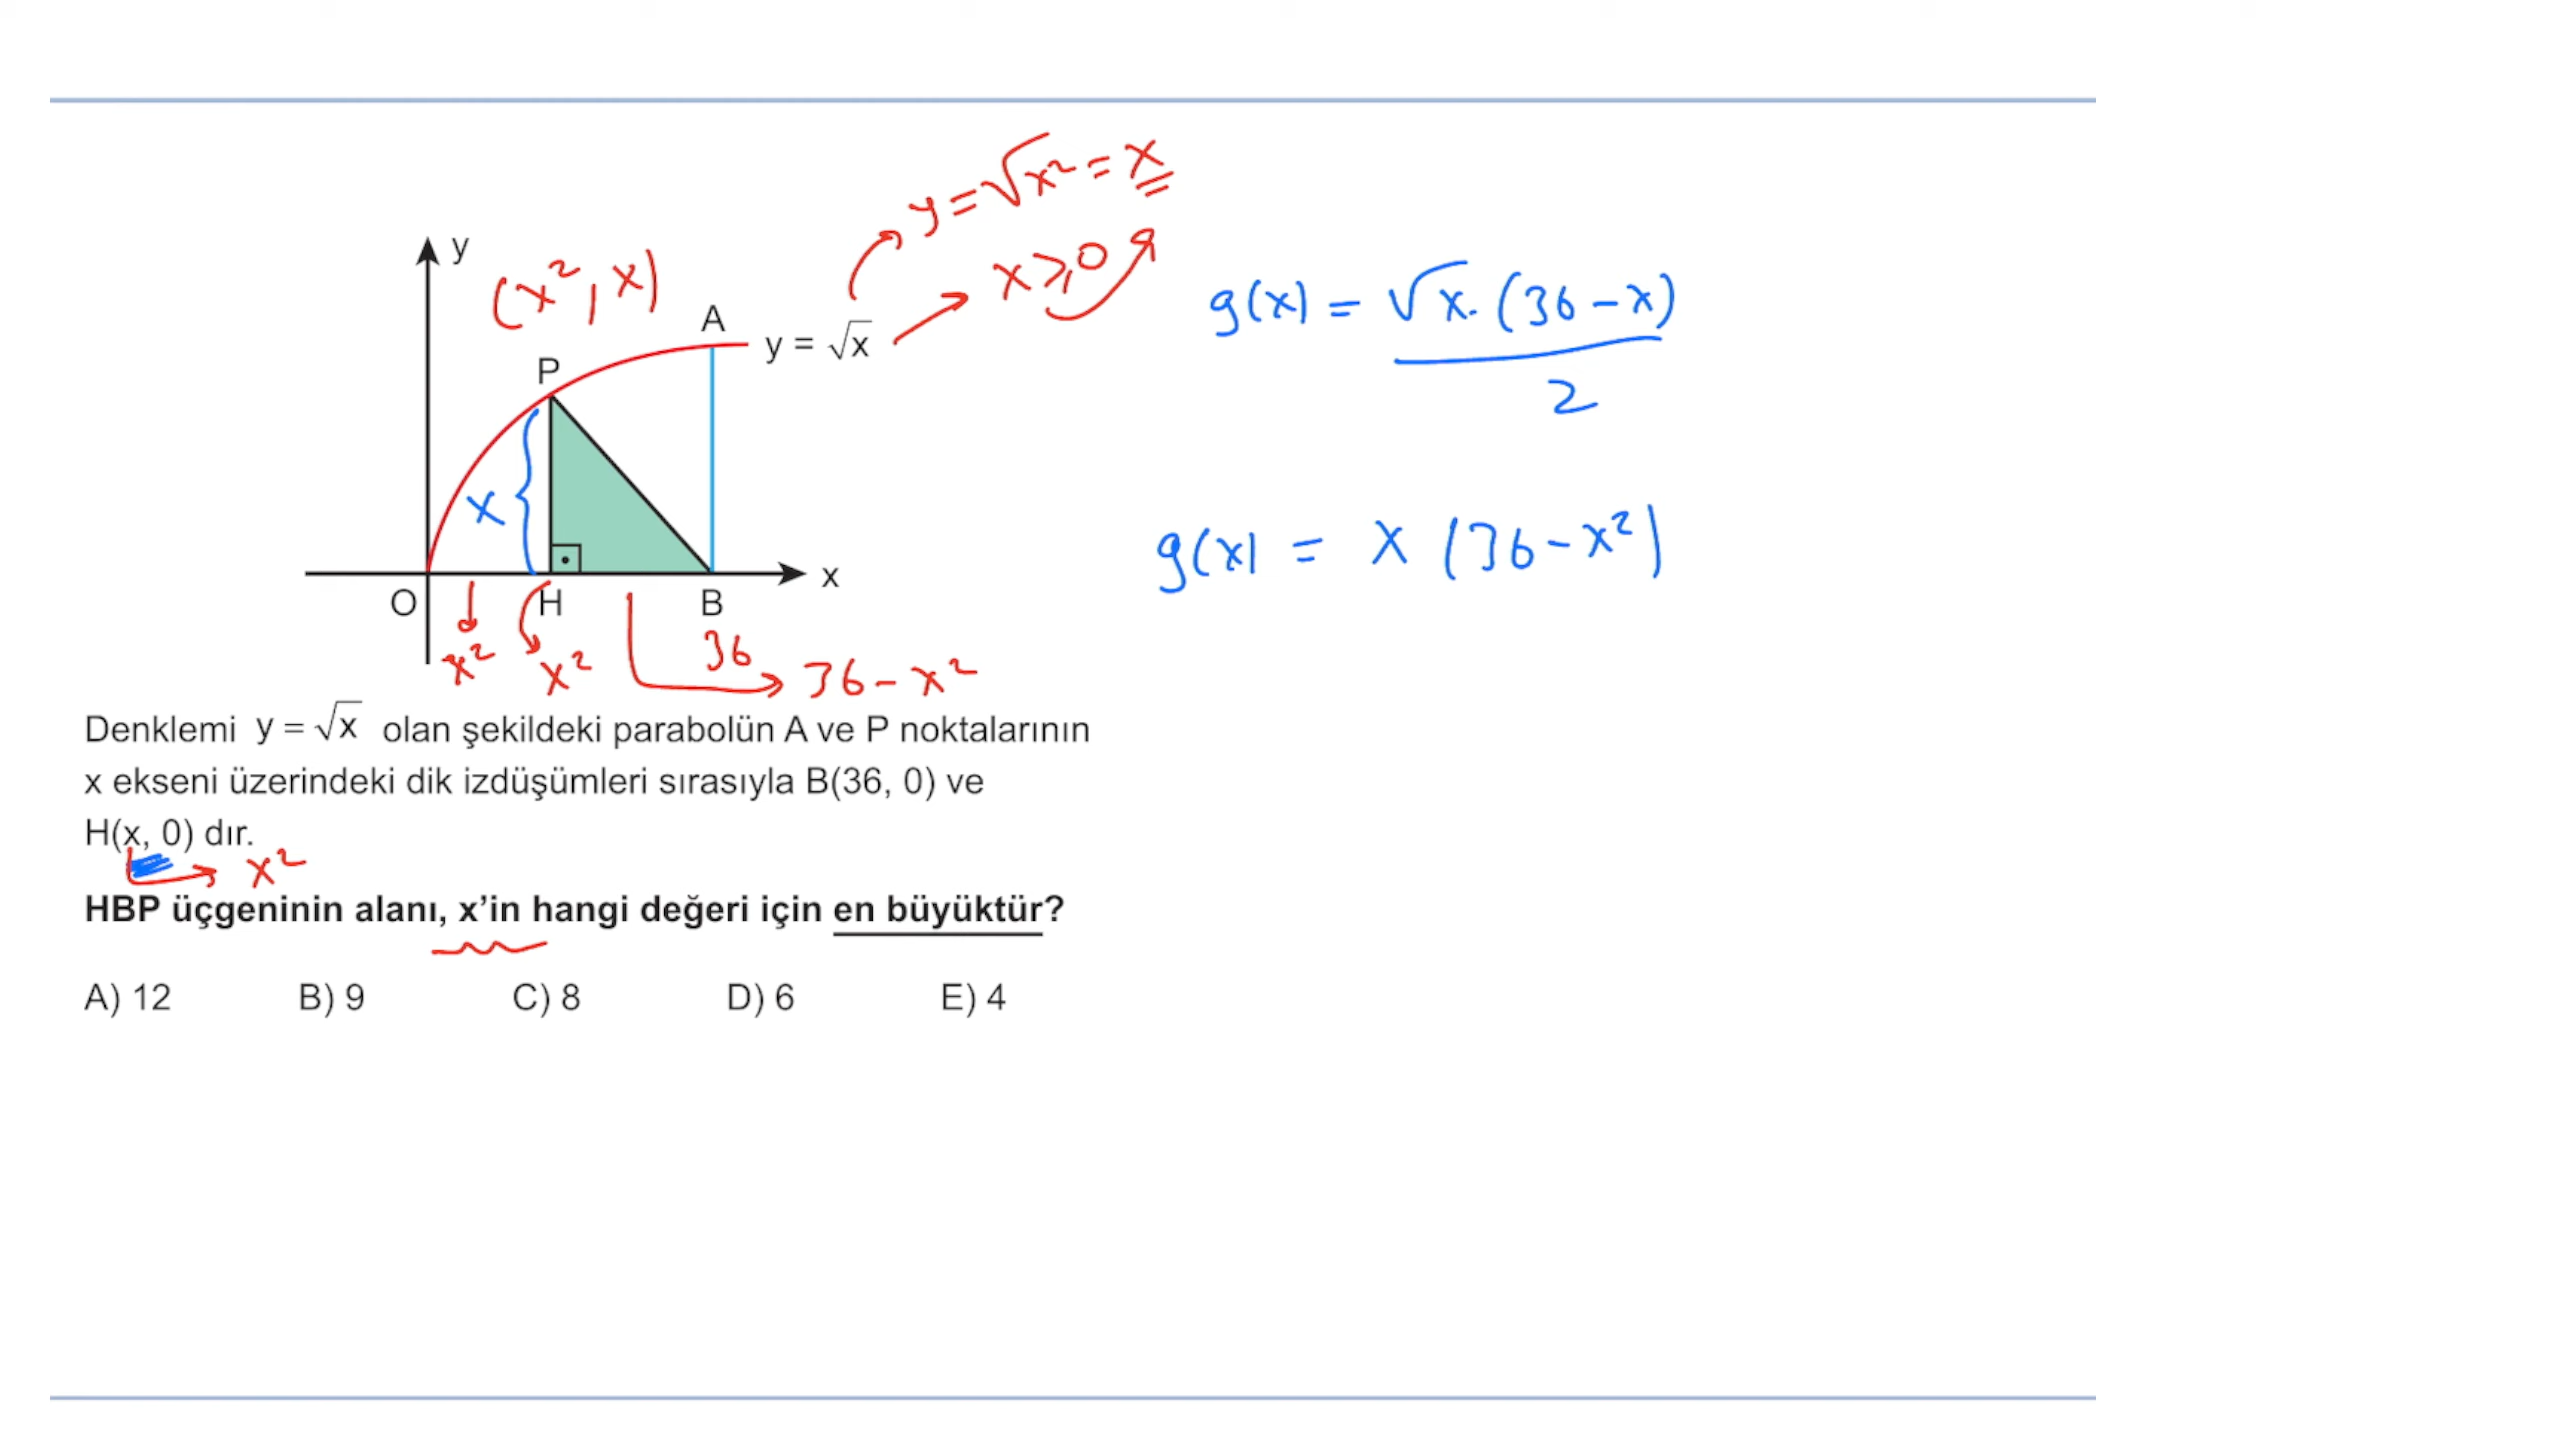 y = √x² = x
x ⩾ 0
y
(x², x)
A
y = √x
P
x
x
O
H
B
x²
x²
36
36 - x²
g(x) = √x · (36 - x)
2
g(x) = x (36 - x²)
Denklemi y = √x olan şekildeki parabolün A ve P noktalarının
x ekseni üzerindeki dik izdüşümleri sırasıyla B(36, 0) ve
H(x, 0) dır.
x²
HBP üçgeninin alanı, x'in hangi değeri için en büyüktür?
A) 12 B) 9 C) 8 D) 6 E) 4